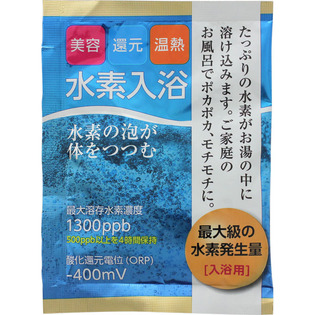 美容 還元 温熱
水素入浴
水素の泡が
体をつつむ
最大溶存水素濃度
1300ppb
500ppb以上を4時間保持
酸化還元電位(ORP)
-400mV
たっぷりの水素がお湯の中に
溶け込みます。ご家庭の
お風呂でポカポカ、モチモチに。
最大級の
水素発生量
[入浴用]